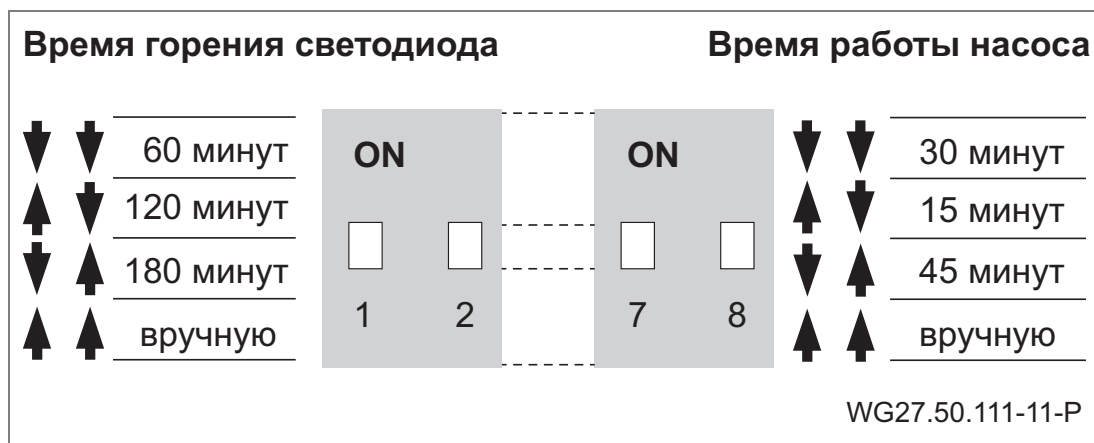 Время горения светодиода Время работы насоса
60 минут ON ON 30 минут
120 минут 15 минут
180 минут 45 минут
1 2 7 8
вручную вручную
WG27.50.111-11-P